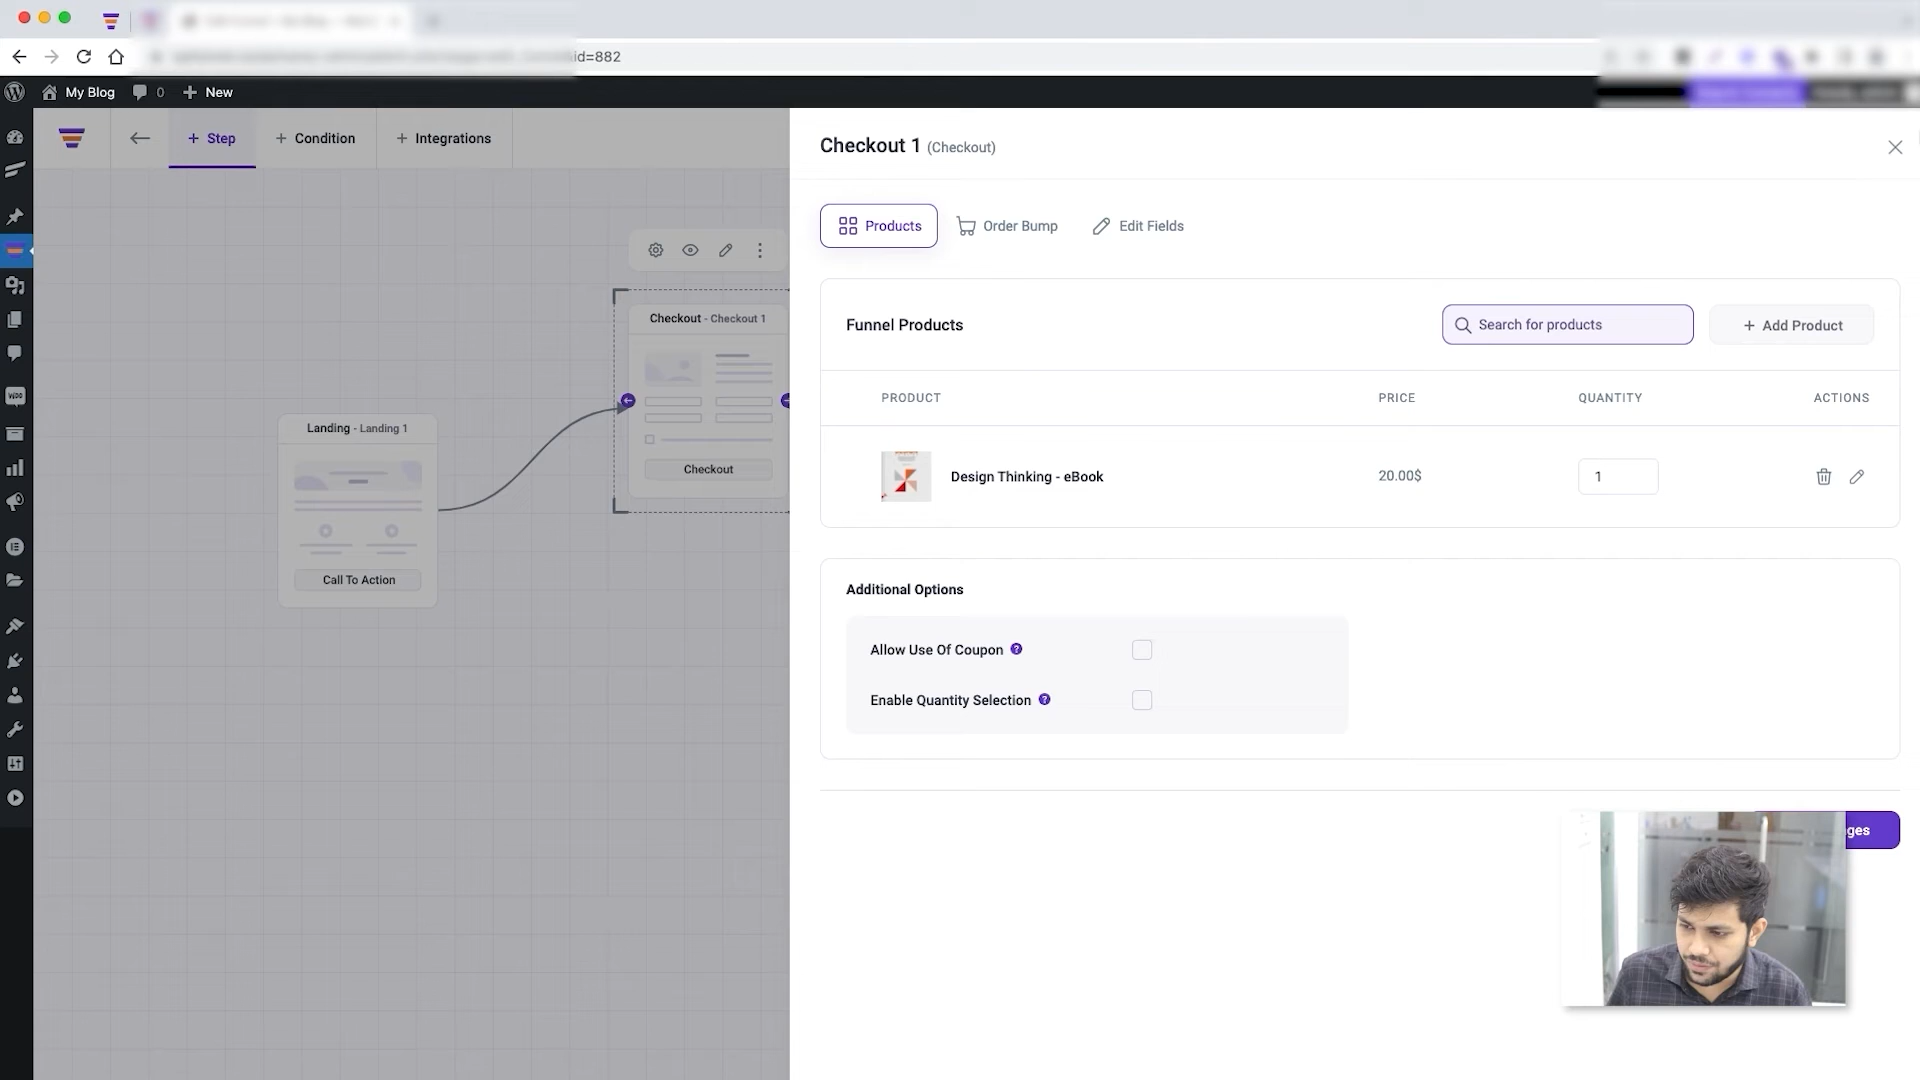 id=882
My Blog 0 New
Step Condition Integrations
Checkout 1 (Checkout)
Products Order Bump Edit Fields
Checkout - Checkout 1
Checkout
Landing - Landing 1
Call To Action
Funnel Products
Search for products
Add Product
PRODUCT PRICE QUANTITY ACTIONS
Design Thinking - eBook 20.00$ 1
Additional Options
Allow Use Of Coupon ?
Enable Quantity Selection ?
ges
woo